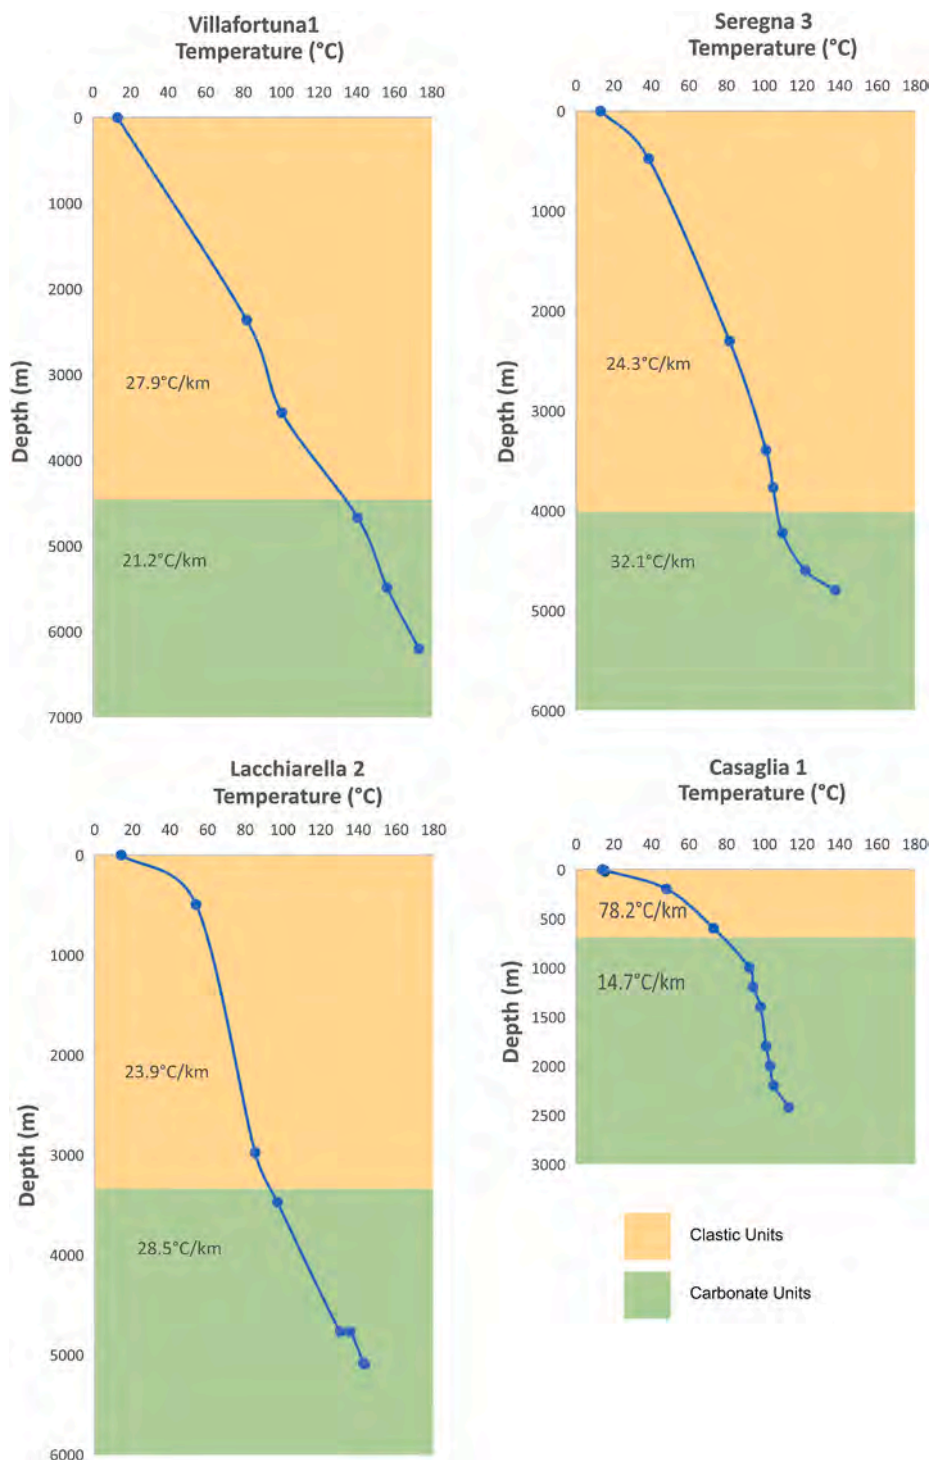 Villafortuna1
Temperature (°C)
0 20 40 60 80 100 120 140 160 180
0
1000
2000
3000
4000
5000
6000
7000
Depth (m)
27.9°C/km
21.2°C/km
Seregna 3
Temperature (°C)
0 20 40 60 80 100 120 140 160 180
0
1000
2000
3000
4000
5000
6000
Depth (m)
24.3°C/km
32.1°C/km
Lacchiarella 2
Temperature (°C)
0 20 40 60 80 100 120 140 160 180
0
1000
2000
3000
4000
5000
6000
Depth (m)
23.9°C/km
28.5°C/km
Casaglia 1
Temperature (°C)
0 20 40 60 80 100 120 140 160 180
0
500
1000
1500
2000
2500
3000
Depth (m)
78.2°C/km
14.7°C/km
Clastic Units
Carbonate Units